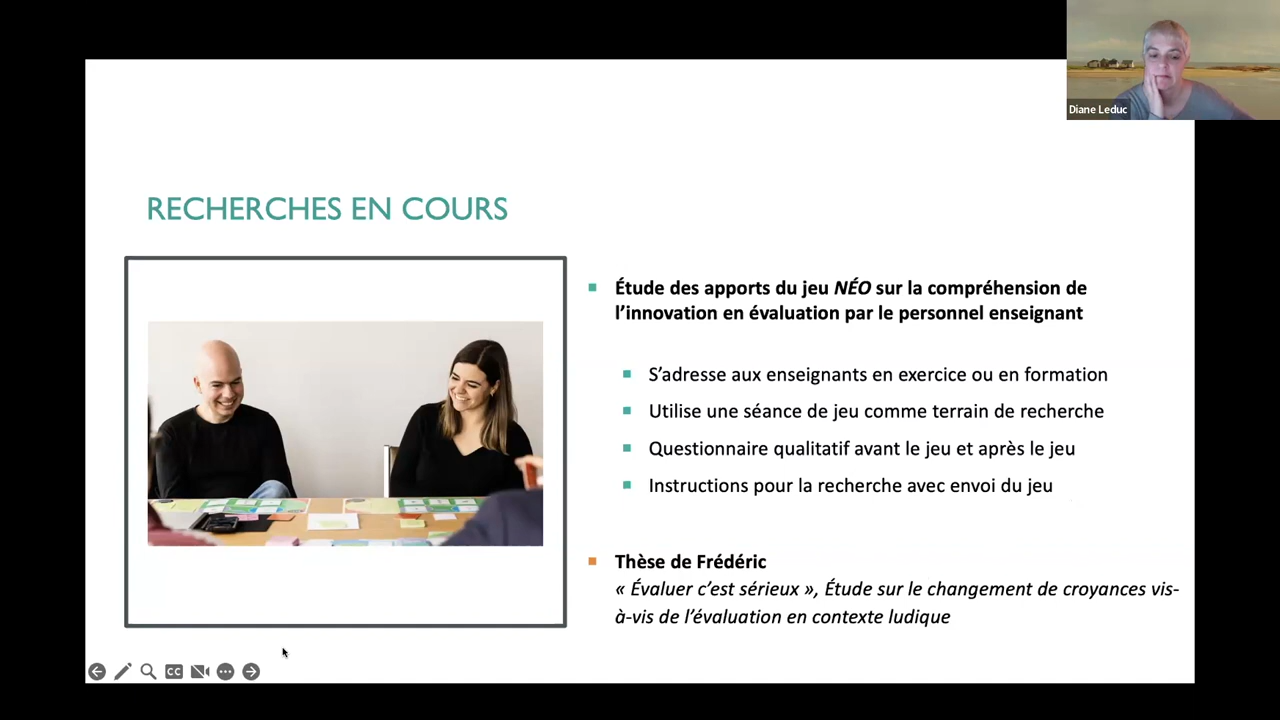 Diane Leduc
RECHERCHES EN COURS
Étude des apports du jeu NÉO sur la compréhension de
l’innovation en évaluation par le personnel enseignant
S’adresse aux enseignants en exercice ou en formation
Utilise une séance de jeu comme terrain de recherche
Questionnaire qualitatif avant le jeu et après le jeu
Instructions pour la recherche avec envoi du jeu
Thèse de Frédéric
« Évaluer c’est sérieux », Étude sur le changement de croyances vis-
à-vis de l’évaluation en contexte ludique
CC